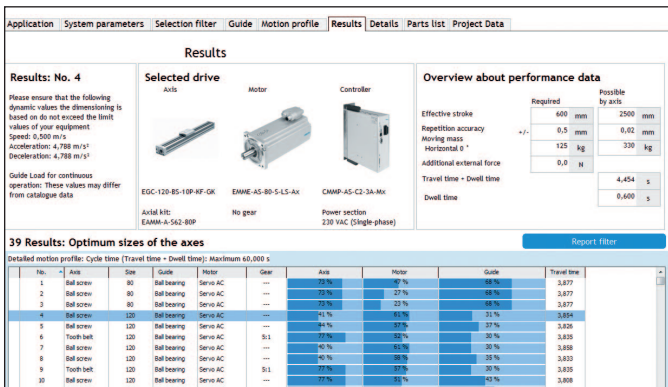 Application System parameters Selection filter Guide Motion profile Results Details Parts list Project Data
Results
Results: No. 4
Please ensure that the following
dynamic values the dimensioning is
based on do not exceed the limit
values of your equipment
Speed: 0,500 m/s
Acceleration: 4,788 m/s²
Deceleration: 4,788 m/s²
Guide Load for continuous
operation: These values may differ
from catalogue data
Selected drive
Axis Motor Controller
EGC-120-BS-10P-KF-GK EMME-AS-80-S-LS-Ax CMMP-AS-C2-3A-Mx
Axial kit: No gear Power section
EAMM-A-S62-80P 230 VAC (Single-phase)
Overview about performance data
Possible
Required by axis
Effective stroke 600 mm 2500 mm
Repetition accuracy +/- 0,5 mm 0,02 mm
Moving mass
Horizontal 0 ° 125 kg 330 kg
Additional external force 0,0 N
Travel time + Dwell time 4,454 s
Dwell time 0,600 s
39 Results: Optimum sizes of the axes Report filter
Detailed motion profile: Cycle time (Travel time + Dwell time): Maximum 60,000 s
No. Axis Size Guide Motor Gear Axis Motor Guide Travel time
1 Ball screw 80 Ball bearing Servo AC --- 73 % 47 % 68 % 3,877
2 Ball screw 80 Ball bearing Servo AC --- 73 % 27 % 68 % 3,877
3 Ball screw 80 Ball bearing Servo AC --- 73 % 23 % 68 % 3,877
4 Ball screw 120 Ball bearing Servo AC --- 41 % 61 % 31 % 3,854
5 Ball screw 120 Ball bearing Servo AC --- 44 % 57 % 37 % 3,826
6 Tooth belt 120 Ball bearing Servo AC 5:1 77 % 52 % 30 % 3,835
7 Ball screw 120 Ball bearing Servo AC --- 40 % 61 % 30 % 3,858
8 Ball screw 120 Ball bearing Servo AC --- 40 % 58 % 35 % 3,833
9 Tooth belt 120 Ball bearing Servo AC 5:1 77 % 57 % 30 % 3,835
10 Ball screw 120 Ball bearing Servo AC --- 77 % 51 % 43 % 3,808